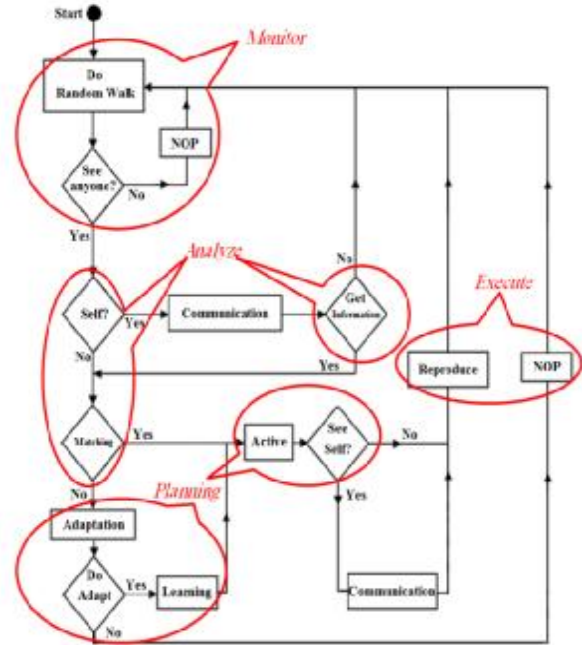 Start
Monitor
Do
Random Walk
NOP
See
anyone?
No
Yes
Analyze
No
Execute
Self?
Yes
Communication
Get
Information
No
Yes
Reproduce
NOP
Matching
Yes
Active
See
Self?
No
No
Planning
Yes
Adaptation
Do
Adapt
Yes
Learning
Communication
No